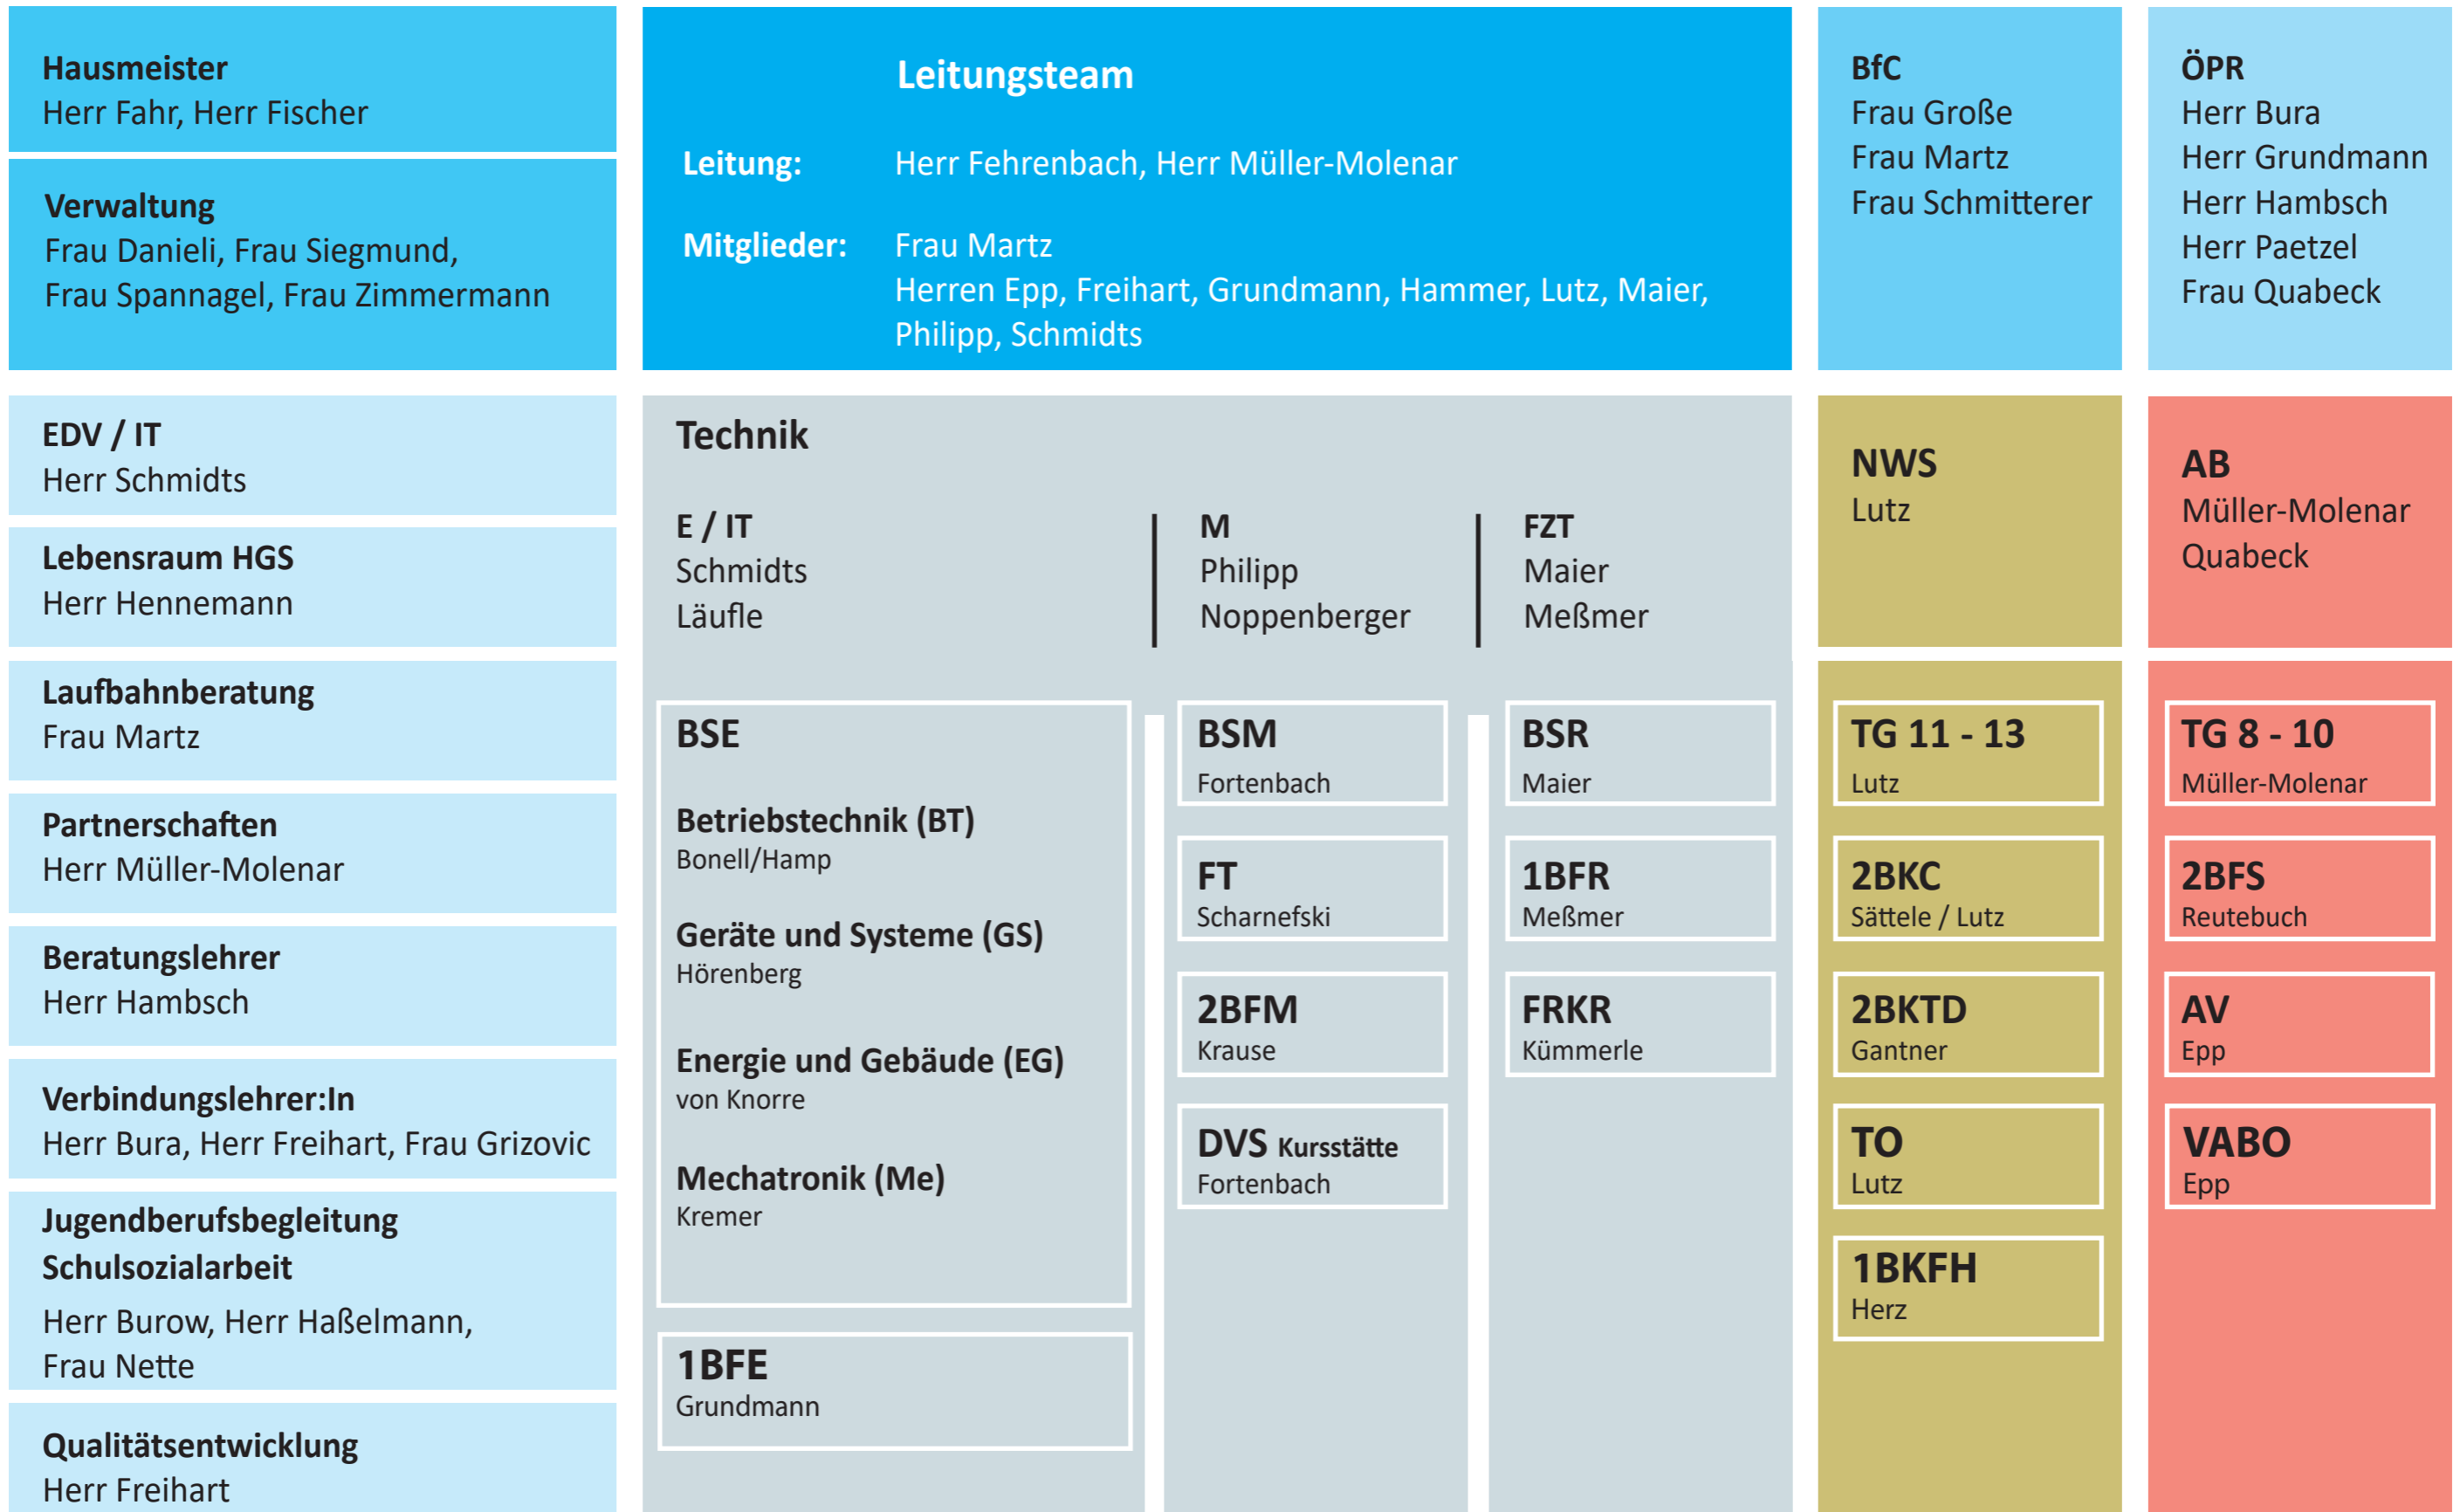 Hausmeister
Herr Fahr, Herr Fischer
Verwaltung
Frau Danieli, Frau Siegmund,
Frau Spannagel, Frau Zimmermann
Leitungsteam
Leitung: Herr Fehrenbach, Herr Müller-Molenar
Mitglieder: Frau Martz
Herren Epp, Freihart, Grundmann, Hammer, Lutz, Maier,
Philipp, Schmidts
BfC
Frau Große
Frau Martz
Frau Schmitterer
ÖPR
Herr Bura
Herr Grundmann
Herr Hambsch
Herr Paetzel
Frau Quabeck
EDV / IT
Herr Schmidts
Lebensraum HGS
Herr Hennemann
Laufbahnberatung
Frau Martz
Partnerschaften
Herr Müller-Molenar
Beratungslehrer
Herr Hambsch
Verbindungslehrer:In
Herr Bura, Herr Freihart, Frau Grizovic
Jugendberufsbegleitung
Schulsozialarbeit
Herr Burow, Herr Haßelmann,
Frau Nette
Qualitätsentwicklung
Herr Freihart
Technik
E / IT
Schmidts
Läufle
M
Philipp
Noppenberger
FZT
Maier
Meßmer
BSE
Betriebstechnik (BT)
Bonell/Hamp
Geräte und Systeme (GS)
Hörenberg
Energie und Gebäude (EG)
von Knorre
Mechatronik (Me)
Kremer
1BFE
Grundmann
BSM
Fortenbach
FT
Scharnefski
2BFM
Krause
DVS Kursstätte
Fortenbach
BSR
Maier
1BFR
Meßmer
FRKR
Kümmerle
NWS
Lutz
TG 11 - 13
Lutz
2BKC
Sättele / Lutz
2BKTD
Gantner
TO
Lutz
1BKFH
Herz
AB
Müller-Molenar
Quabeck
TG 8 - 10
Müller-Molenar
2BFS
Reutebuch
AV
Epp
VABO
Epp